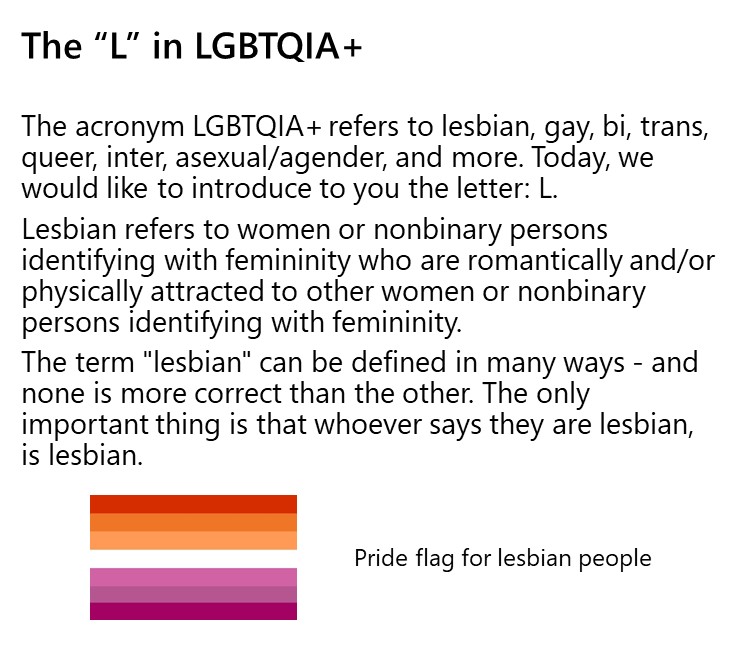 The “L” in LGBTQIA+
The acronym LGBTQIA+ refers to lesbian, gay, bi, trans,
queer, inter, asexual/agender, and more. Today, we
would like to introduce to you the letter: L.
Lesbian refers to women or nonbinary persons
identifying with femininity who are romantically and/or
physically attracted to other women or nonbinary
persons identifying with femininity.
The term "lesbian" can be defined in many ways - and
none is more correct than the other. The only
important thing is that whoever says they are lesbian,
is lesbian.
Pride flag for lesbian people